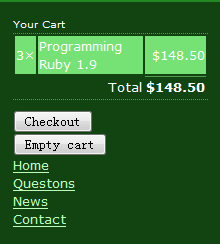 Your Cart
3× Programming Ruby 1.9 $148.50
Total $148.50
Checkout
Empty cart
Home
Questons
News
Contact